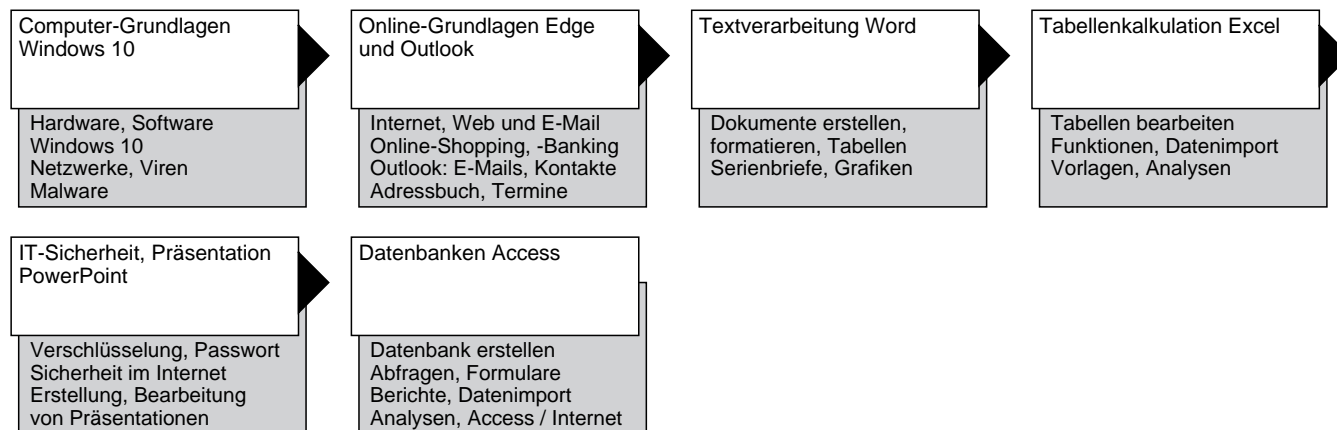 Computer-Grundlagen
Windows 10
Hardware, Software
Windows 10
Netzwerke, Viren
Malware
Online-Grundlagen Edge
und Outlook
Internet, Web und E-Mail
Online-Shopping, -Banking
Outlook: E-Mails, Kontakte
Adressbuch, Termine
Textverarbeitung Word
Dokumente erstellen,
formatieren, Tabellen
Serienbriefe, Grafiken
Tabellenkalkulation Excel
Tabellen bearbeiten
Funktionen, Datenimport
Vorlagen, Analysen
IT-Sicherheit, Präsentation
PowerPoint
Verschlüsselung, Passwort
Sicherheit im Internet
Erstellung, Bearbeitung
von Präsentationen
Datenbanken Access
Datenbank erstellen
Abfragen, Formulare
Berichte, Datenimport
Analysen, Access / Internet